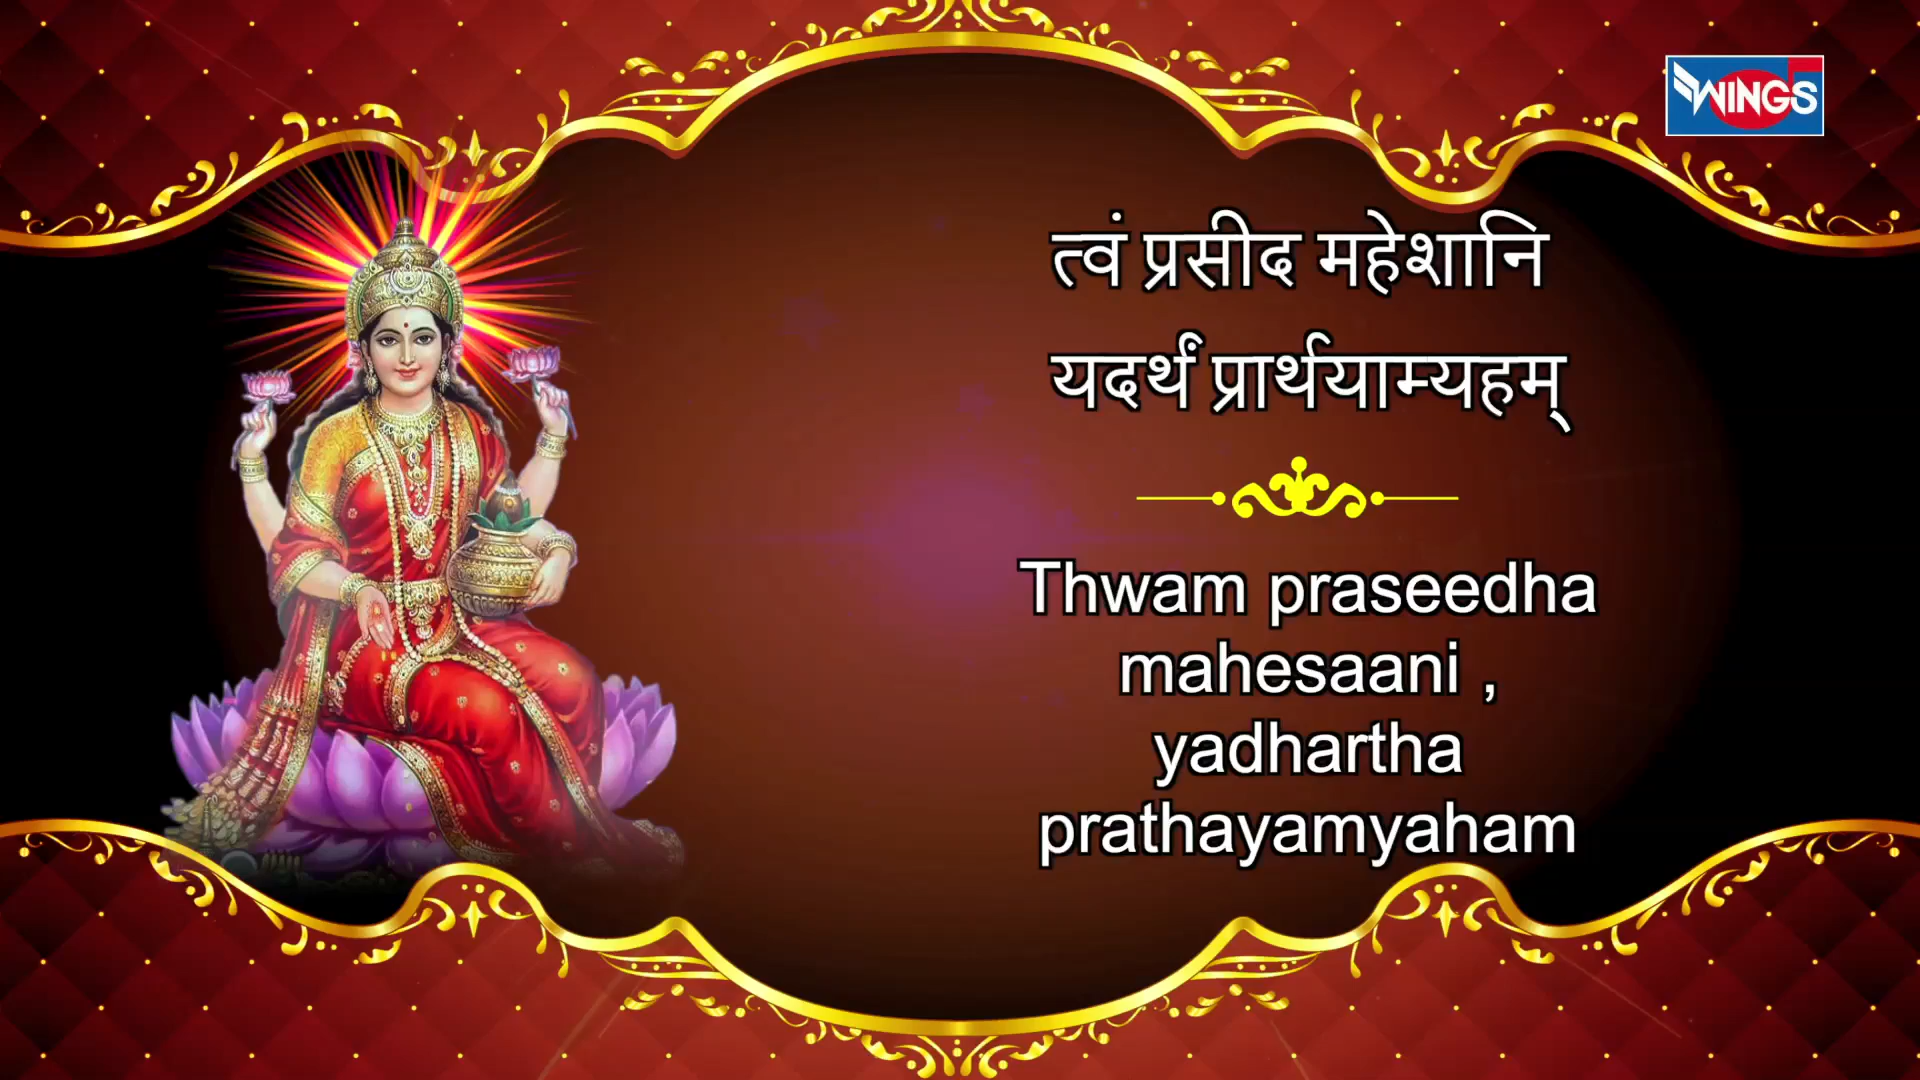 WINGS
त्वं प्रसीद महेशानि
यदर्थं प्रार्थयाम्यहम्
Thwam praseedha
mahesaani ,
yadhartha
prathayamyaham